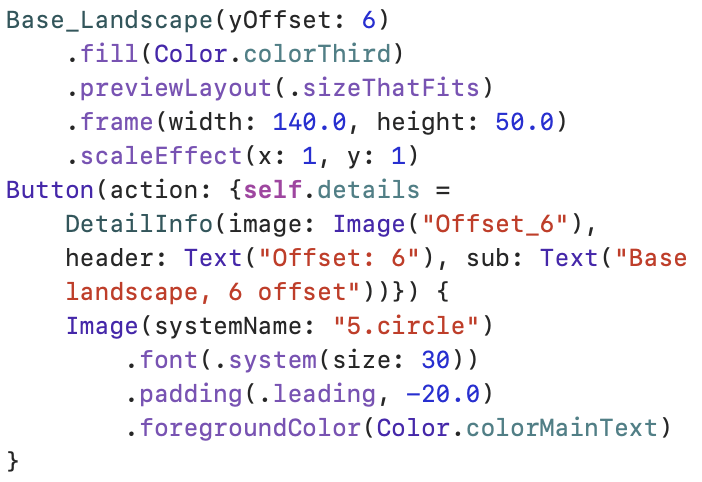 Base_Landscape(yOffset: 6)
.fill(Color.colorThird)
.previewLayout(.sizeThatFits)
.frame(width: 140.0, height: 50.0)
.scaleEffect(x: 1, y: 1)
Button(action: {self.details =
DetailInfo(image: Image("Offset_6"),
header: Text("Offset: 6"), sub: Text("Base
landscape, 6 offset"))}) {
Image(systemName: "5.circle")
.font(.system(size: 30))
.padding(.leading, -20.0)
.foregroundColor(Color.colorMainText)
}